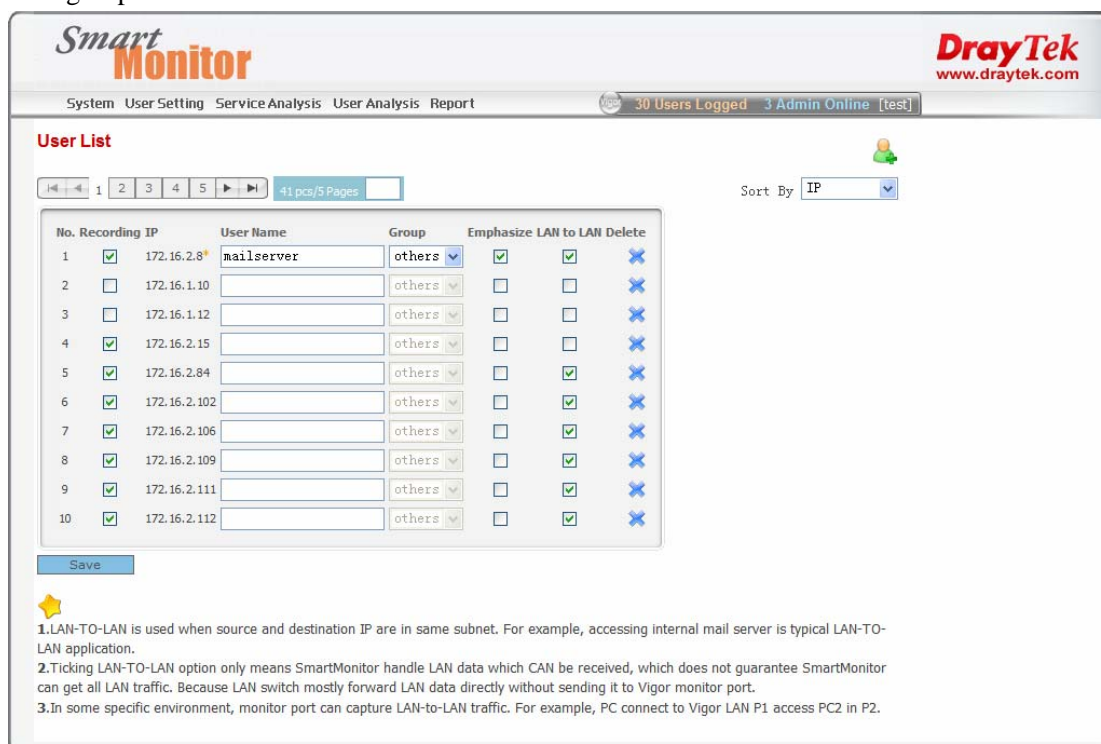 Smart
Monitor
DrayTek
www.draytek.com
System User Setting Service Analysis User Analysis Report
30 Users Logged 3 Admin Online [test]
User List
1 2 3 4 5 41 pcs/5 Pages
Sort By IP
No. Recording IP User Name Group Emphasize LAN to LAN Delete
1 172.16.2.8* mailserver others
2 172.16.1.10 others
3 172.16.1.12 others
4 172.16.2.15 others
5 172.16.2.84 others
6 172.16.2.102 others
7 172.16.2.106 others
8 172.16.2.109 others
9 172.16.2.111 others
10 172.16.2.112 others
Save
1.LAN-TO-LAN is used when source and destination IP are in same subnet. For example, accessing internal mail server is typical LAN-TO-
LAN application.
2.Ticking LAN-TO-LAN option only means SmartMonitor handle LAN data which CAN be received, which does not guarantee SmartMonitor
can get all LAN traffic. Because LAN switch mostly forward LAN data directly without sending it to Vigor monitor port.
3.In some specific environment, monitor port can capture LAN-to-LAN traffic. For example, PC connect to Vigor LAN P1 access PC2 in P2.